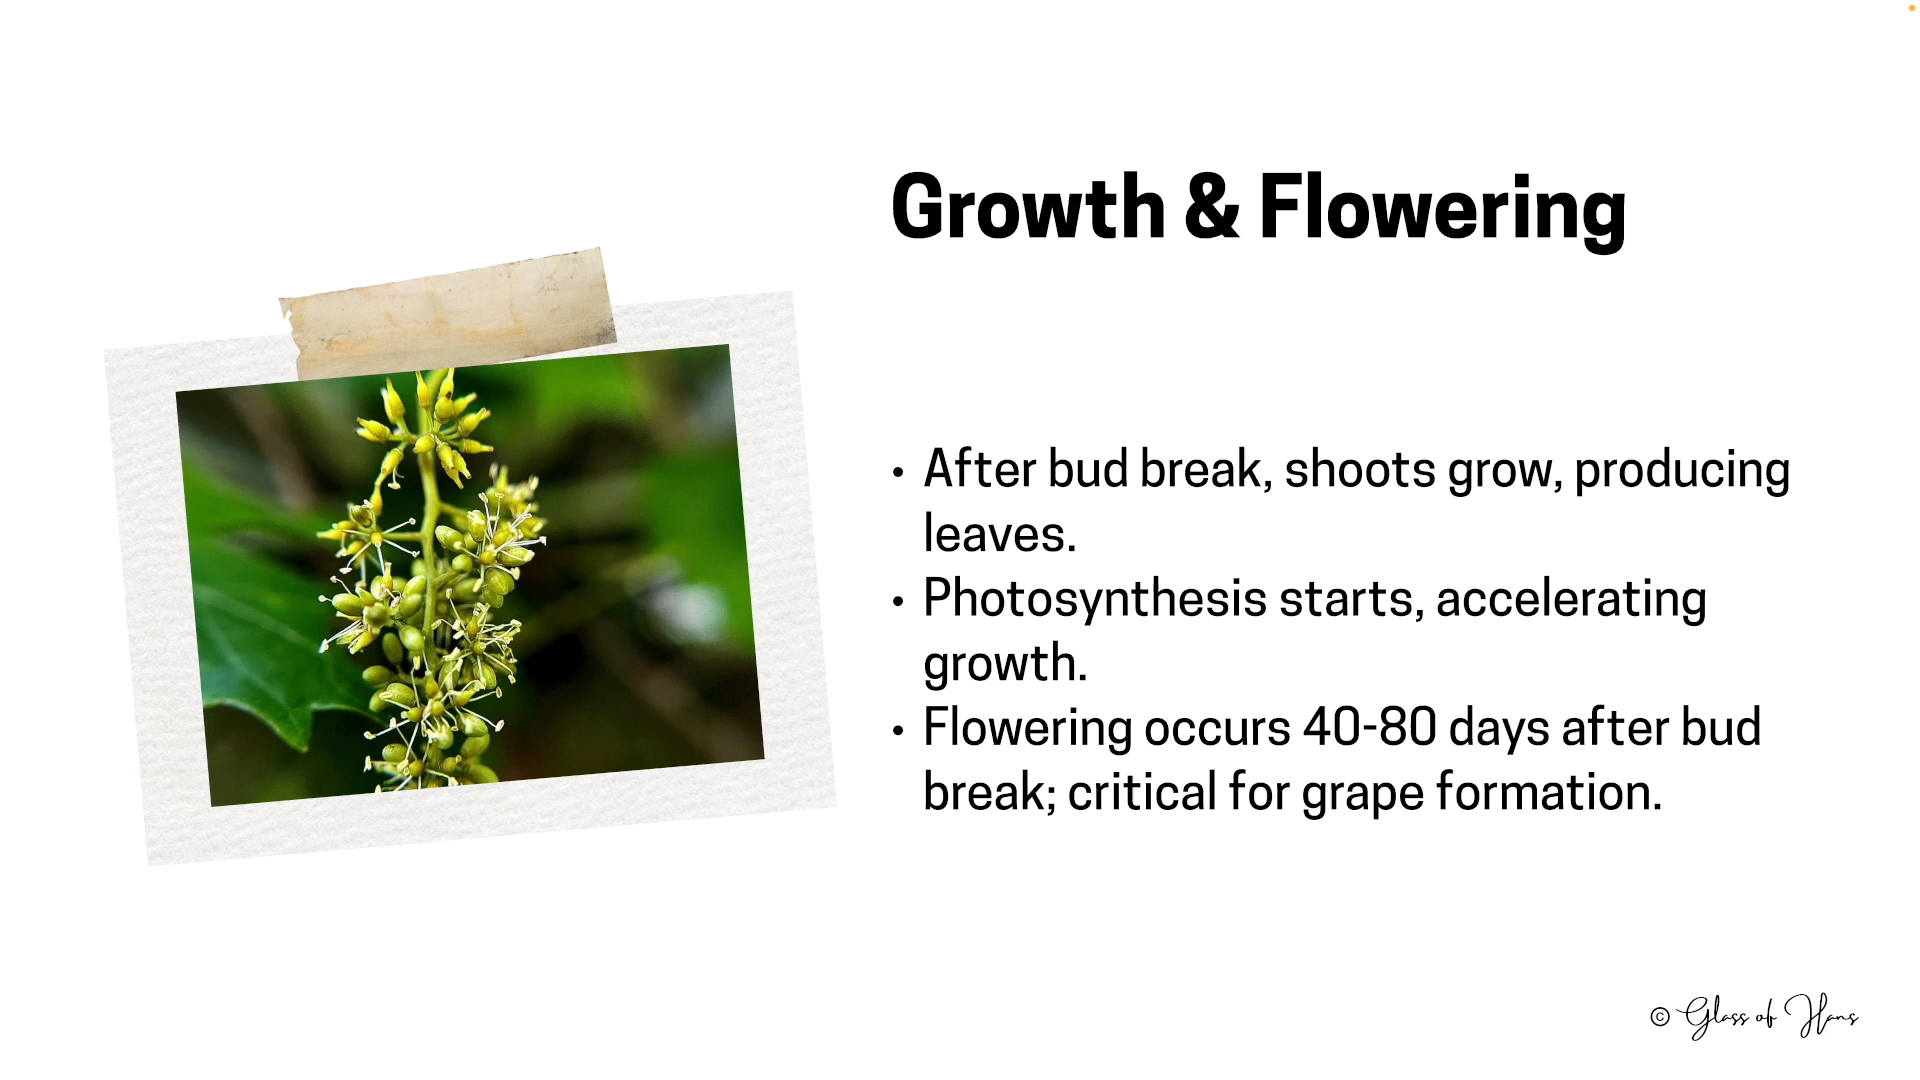 Growth & Flowering
• After bud break, shoots grow, producing
leaves.
• Photosynthesis starts, accelerating
growth.
• Flowering occurs 40-80 days after bud
break; critical for grape formation.
© Glass of Hans